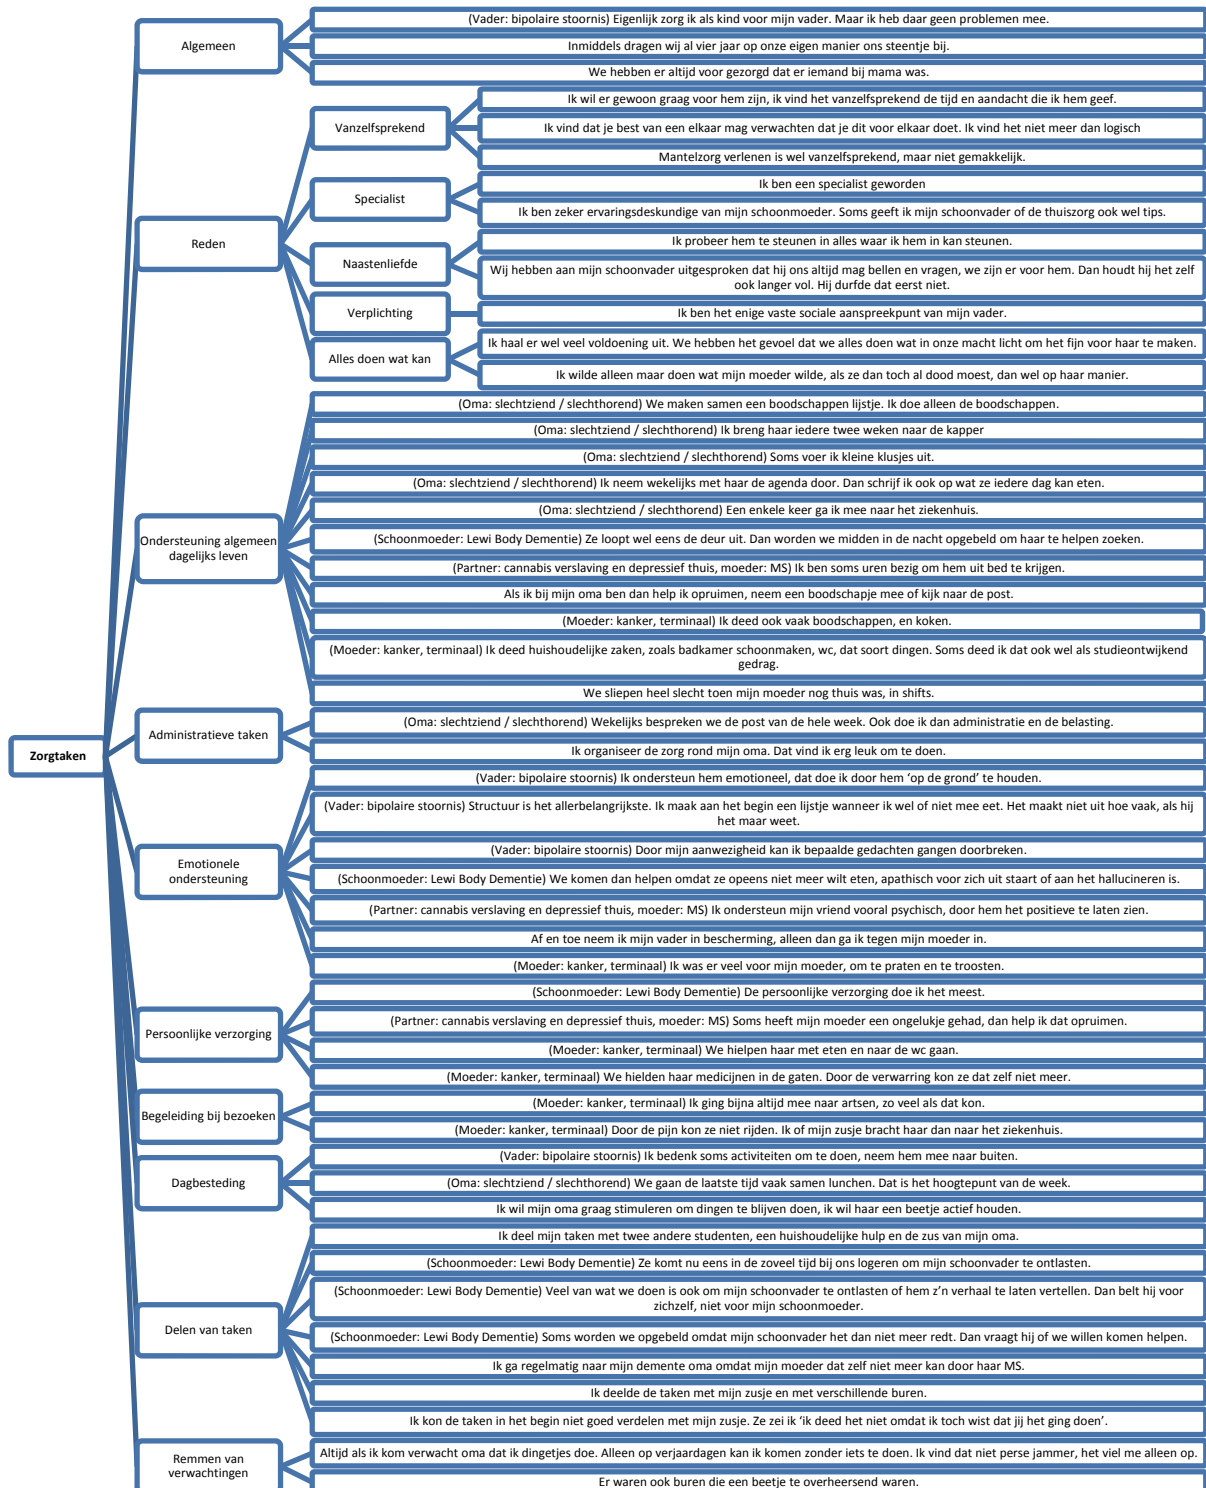 Algemeen
(Vader: bipolaire stoornis) Eigenlijk zorg ik als kind voor mijn vader. Maar ik heb daar geen problemen mee.
Inmiddels dragen wij al vier jaar op onze eigen manier ons steentje bij.
We hebben er altijd voor gezorgd dat er iemand bij mama was.
Reden
Vanzelfsprekend
Ik wil er gewoon graag voor hem zijn, ik vind het vanzelfsprekend de tijd en aandacht die ik hem geef.
Ik vind dat je best van een elkaar mag verwachten dat je dit voor elkaar doet. Ik vind het niet meer dan logisch
Mantelzorg verlenen is wel vanzelfsprekend, maar niet gemakkelijk.
Specialist
Ik ben een specialist geworden
Ik ben zeker ervaringsdeskundige van mijn schoonmoeder. Soms geeft ik mijn schoonvader of de thuiszorg ook wel tips.
Naastenliefde
Ik probeer hem te steunen in alles waar ik hem in kan steunen.
Wij hebben aan mijn schoonvader uitgesproken dat hij ons altijd mag bellen en vragen, we zijn er voor hem. Dan houdt hij het zelf
ook langer vol. Hij durfde dat eerst niet.
Verplichting
Ik ben het enige vaste sociale aanspreekpunt van mijn vader.
Alles doen wat kan
Ik haal er wel veel voldoening uit. We hebben het gevoel dat we alles doen wat in onze macht licht om het fijn voor haar te maken.
Ik wilde alleen maar doen wat mijn moeder wilde, als ze dan toch al dood moest, dan wel op haar manier.
Ondersteuning algemeen
dagelijks leven
(Oma: slechtziend / slechthorend) We maken samen een boodschappen lijstje. Ik doe alleen de boodschappen.
(Oma: slechtziend / slechthorend) Ik breng haar iedere twee weken naar de kapper
(Oma: slechtziend / slechthorend) Soms voer ik kleine klusjes uit.
(Oma: slechtziend / slechthorend) Ik neem wekelijks met haar de agenda door. Dan schrijf ik ook op wat ze iedere dag kan eten.
(Oma: slechtziend / slechthorend) Een enkele keer ga ik mee naar het ziekenhuis.
(Schoonmoeder: Lewi Body Dementie) Ze loopt wel eens de deur uit. Dan worden we midden in de nacht opgebeld om haar te helpen zoeken.
(Partner: cannabis verslaving en depressief thuis, moeder: MS) Ik ben soms uren bezig om hem uit bed te krijgen.
Als ik bij mijn oma ben dan help ik opruimen, neem een boodschapje mee of kijk naar de post.
(Moeder: kanker, terminaal) Ik deed ook vaak boodschappen, en koken.
(Moeder: kanker, terminaal) Ik deed huishoudelijke zaken, zoals badkamer schoonmaken, wc, dat soort dingen. Soms deed ik dat ook wel als studieontwijkend
gedrag.
We sliepen heel slecht toen mijn moeder nog thuis was, in shifts.
Zorgtaken
Administratieve taken
(Oma: slechtziend / slechthorend) Wekelijks bespreken we de post van de hele week. Ook doe ik dan administratie en de belasting.
Ik organiseer de zorg rond mijn oma. Dat vind ik erg leuk om te doen.
Emotionele
ondersteuning
(Vader: bipolaire stoornis) Ik ondersteun hem emotioneel, dat doe ik door hem ‘op de grond’ te houden.
(Vader: bipolaire stoornis) Structuur is het allerbelangrijkste. Ik maak aan het begin een lijstje wanneer ik wel of niet mee eet. Het maakt niet uit hoe vaak, als hij
het maar weet.
(Vader: bipolaire stoornis) Door mijn aanwezigheid kan ik bepaalde gedachten gangen doorbreken.
(Schoonmoeder: Lewi Body Dementie) We komen dan helpen omdat ze opeens niet meer wilt eten, apathisch voor zich uit staart of aan het hallucineren is.
(Partner: cannabis verslaving en depressief thuis, moeder: MS) Ik ondersteun mijn vriend vooral psychisch, door hem het positieve te laten zien.
Af en toe neem ik mijn vader in bescherming, alleen dan ga ik tegen mijn moeder in.
(Moeder: kanker, terminaal) Ik was er veel voor mijn moeder, om te praten en te troosten.
Persoonlijke verzorging
(Schoonmoeder: Lewi Body Dementie) De persoonlijke verzorging doe ik het meest.
(Partner: cannabis verslaving en depressief thuis, moeder: MS) Soms heeft mijn moeder een ongelukje gehad, dan help ik dat opruimen.
(Moeder: kanker, terminaal) We hielpen haar met eten en naar de wc gaan.
(Moeder: kanker, terminaal) We hielden haar medicijnen in de gaten. Door de verwarring kon ze dat zelf niet meer.
Begeleiding bij bezoeken
(Moeder: kanker, terminaal) Ik ging bijna altijd mee naar artsen, zo veel als dat kon.
(Moeder: kanker, terminaal) Door de pijn kon ze niet rijden. Ik of mijn zusje bracht haar dan naar het ziekenhuis.
Dagbesteding
(Vader: bipolaire stoornis) Ik bedenk soms activiteiten om te doen, neem hem mee naar buiten.
(Oma: slechtziend / slechthorend) We gaan de laatste tijd vaak samen lunchen. Dat is het hoogtepunt van de week.
Ik wil mijn oma graag stimuleren om dingen te blijven doen, ik wil haar een beetje actief houden.
Delen van taken
Ik deel mijn taken met twee andere studenten, een huishoudelijke hulp en de zus van mijn oma.
(Schoonmoeder: Lewi Body Dementie) Ze komt nu eens in de zoveel tijd bij ons logeren om mijn schoonvader te ontlasten.
(Schoonmoeder: Lewi Body Dementie) Veel van wat we doen is ook om mijn schoonvader te ontlasten of hem z’n verhaal te laten vertellen. Dan belt hij voor
zichzelf, niet voor mijn schoonmoeder.
(Schoonmoeder: Lewi Body Dementie) Soms worden we opgebeld omdat mijn schoonvader het dan niet meer redt. Dan vraagt hij of we willen komen helpen.
Ik ga regelmatig naar mijn demente oma omdat mijn moeder dat zelf niet meer kan door haar MS.
Ik deelde de taken met mijn zusje en met verschillende buren.
Ik kon de taken in het begin niet goed verdelen met mijn zusje. Ze zei ik ‘ik deed het niet omdat ik toch wist dat jij het ging doen’.
Remmen van
verwachtingen
Altijd als ik kom verwacht oma dat ik dingetjes doe. Alleen op verjaardagen kan ik komen zonder iets te doen. Ik vind dat niet perse jammer, het viel me alleen op.
Er waren ook buren die een beetje te overheersend waren.